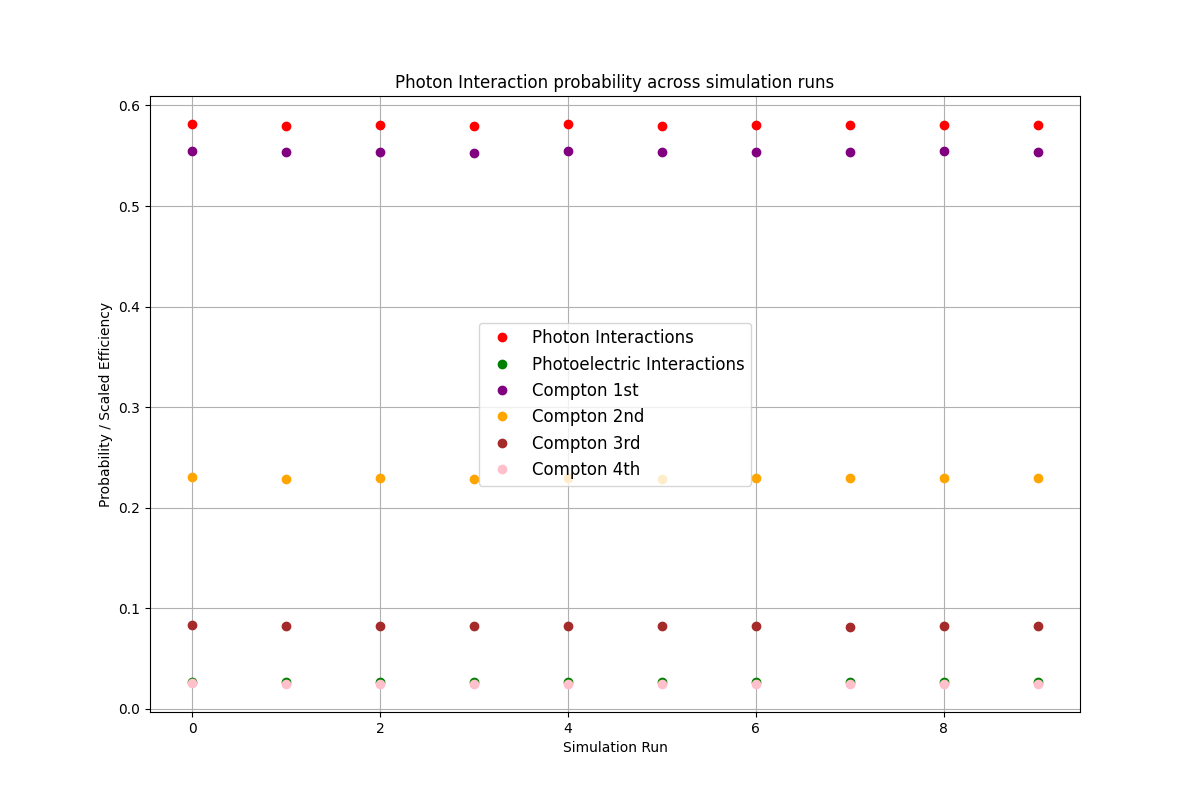 Photon Interaction probability across simulation runs
0.6
0.5
0.4
0.3
0.2
0.1
0.0
Probability / Scaled Efficiency
Photon Interactions
Photoelectric Interactions
Compton 1st
Compton 2nd
Compton 3rd
Compton 4th
0 2 4 6 8
Simulation Run